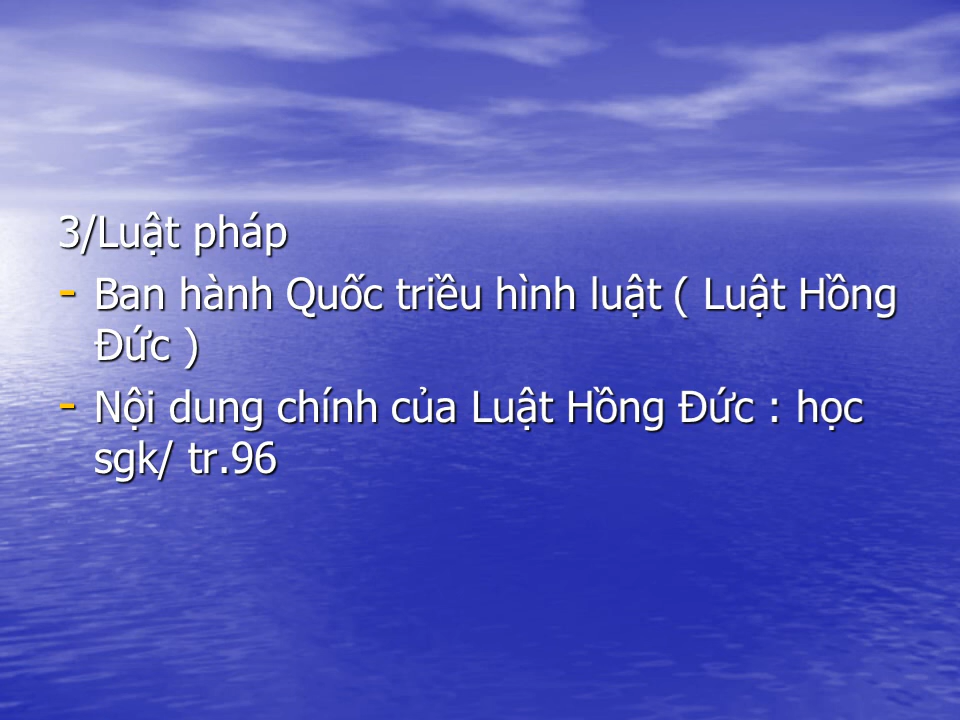 3/Luật pháp
- Ban hành Quốc triều hình luật ( Luật Hồng
Đức )
- Nội dung chính của Luật Hồng Đức : học
sgk/ tr.96